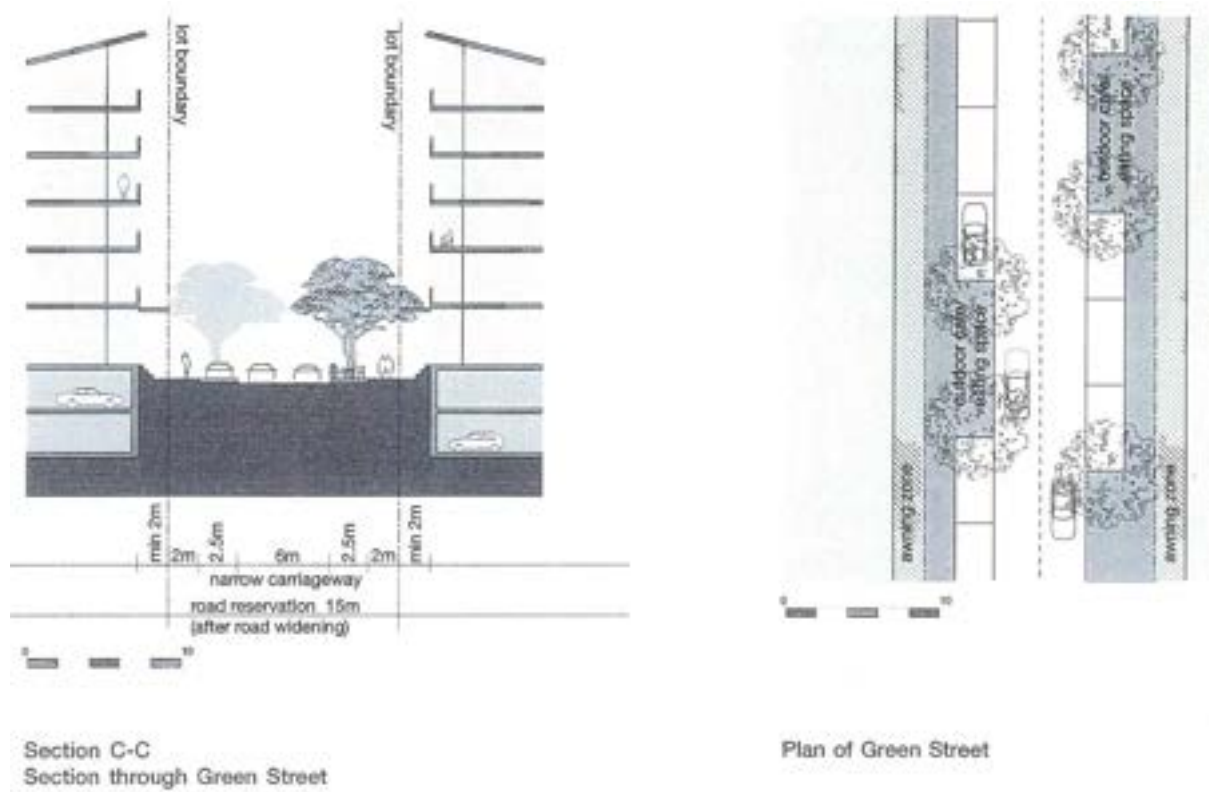 lot boundary
lot boundary
min 2m
2m
2.5m
6m
2.5m
2m
min 2m
narrow carriageway
road reservation 15m
(after road widening)
0
10
Section C-C
Section through Green Street
outdoor cafe/
eating space
outdoor cafe/
eating space
awning zone
awning zone
0
10
Plan of Green Street